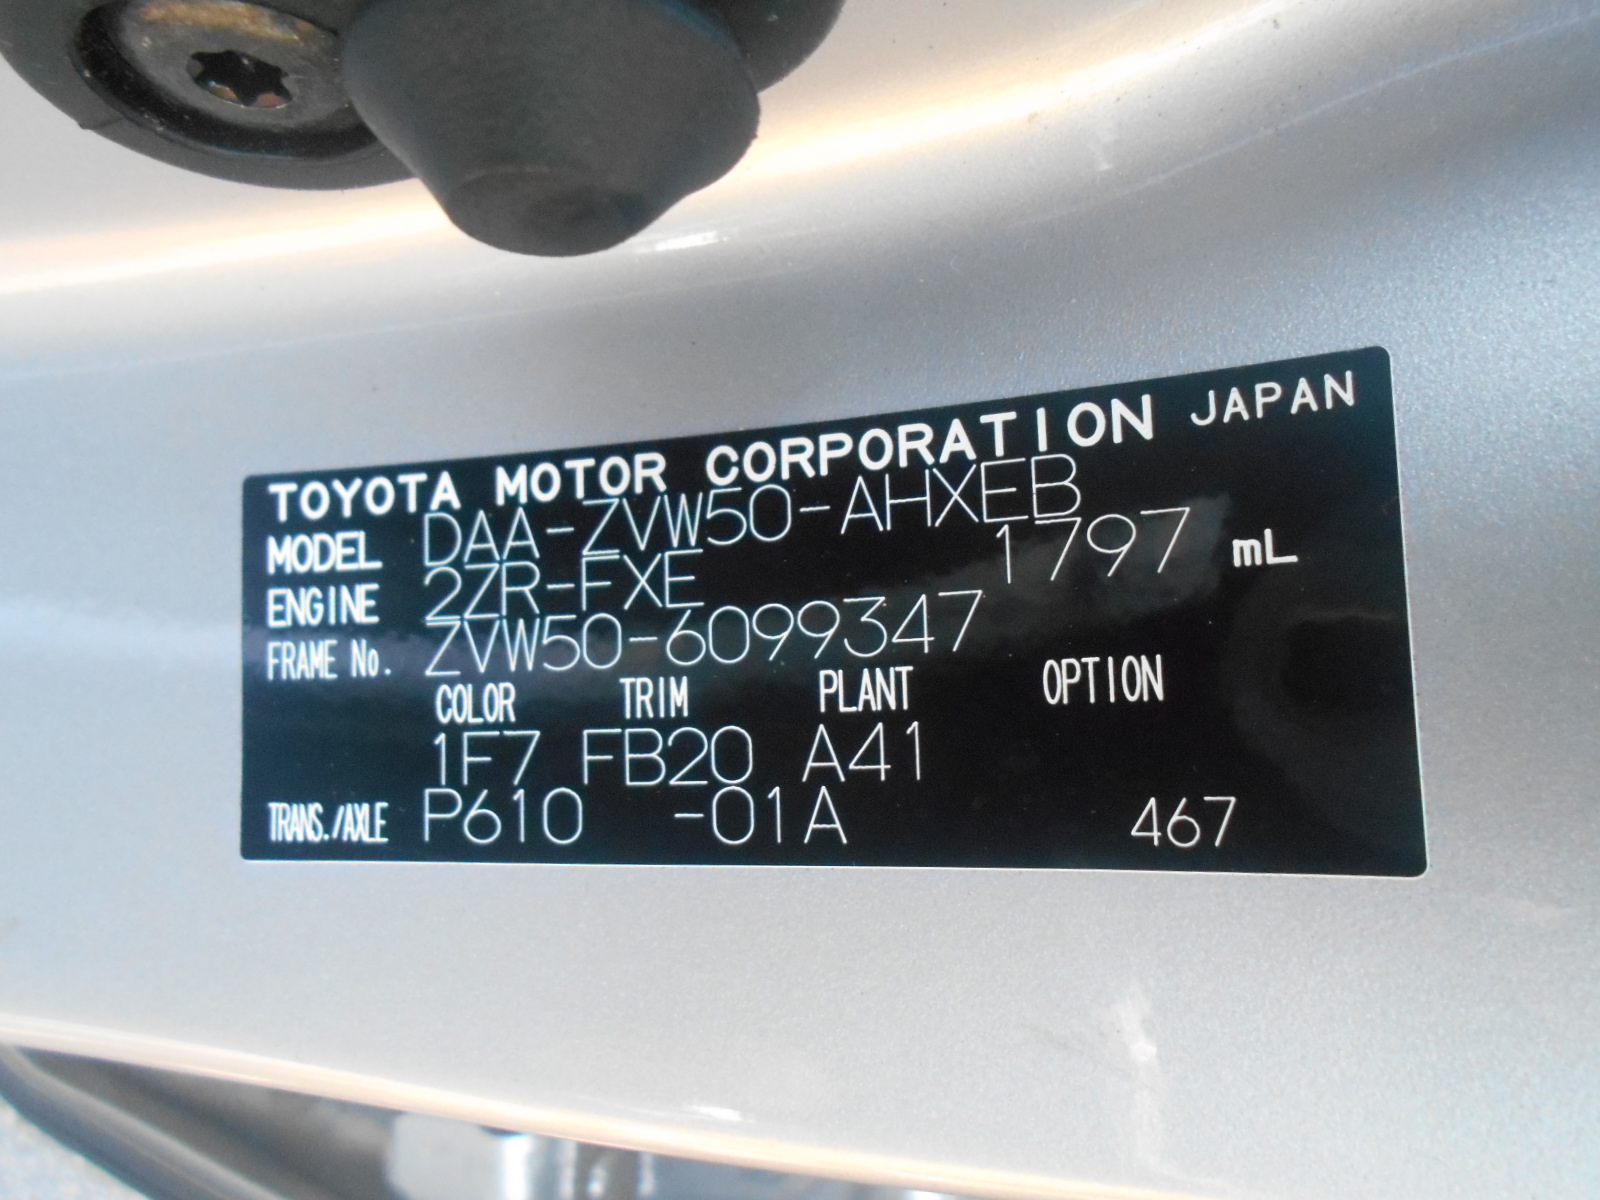 TOYOTA MOTOR CORPORATION JAPAN
MODEL DAA-ZVW50-AHXEB
ENGINE 2ZR-FXE 1797 mL
FRAME No. ZVW50-6099347
COLOR TRIM PLANT OPTION
1F7 FB20 A41
TRANS./AXLE P610 -01A 467